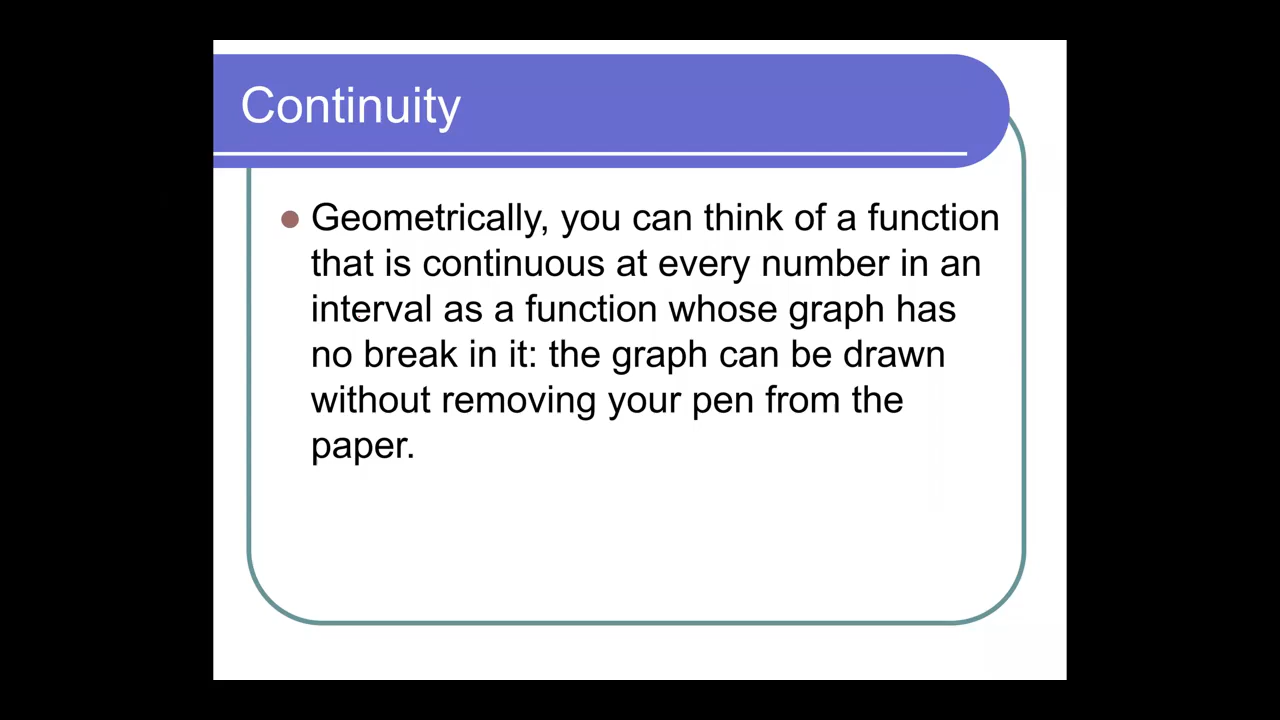 Continuity
Geometrically, you can think of a function
that is continuous at every number in an
interval as a function whose graph has
no break in it: the graph can be drawn
without removing your pen from the
paper.